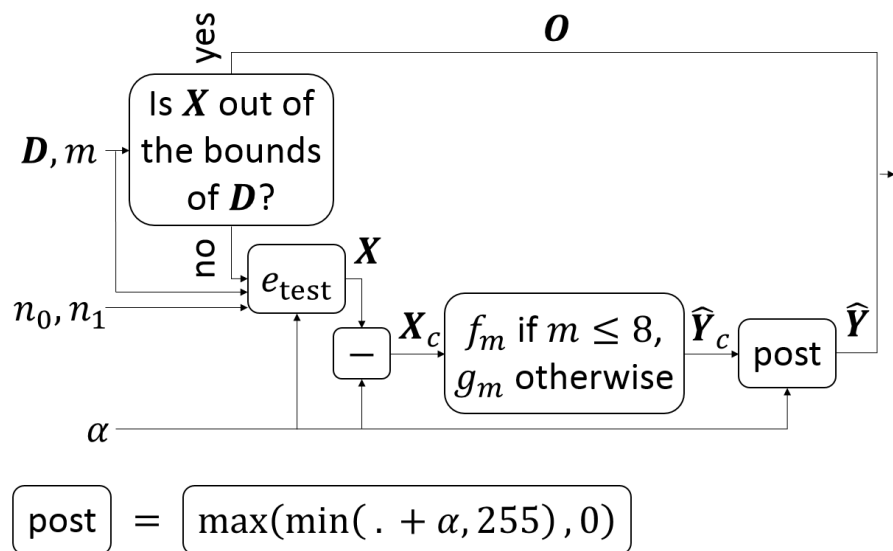 yes
O
Is X out of
the bounds
of D?
D, m
no
e_test
X
n_0, n_1
−
X_c
f_m if m ≤ 8,
g_m otherwise
Ŷ_c
post
Ŷ
α
post = max(min( . + α, 255) , 0)